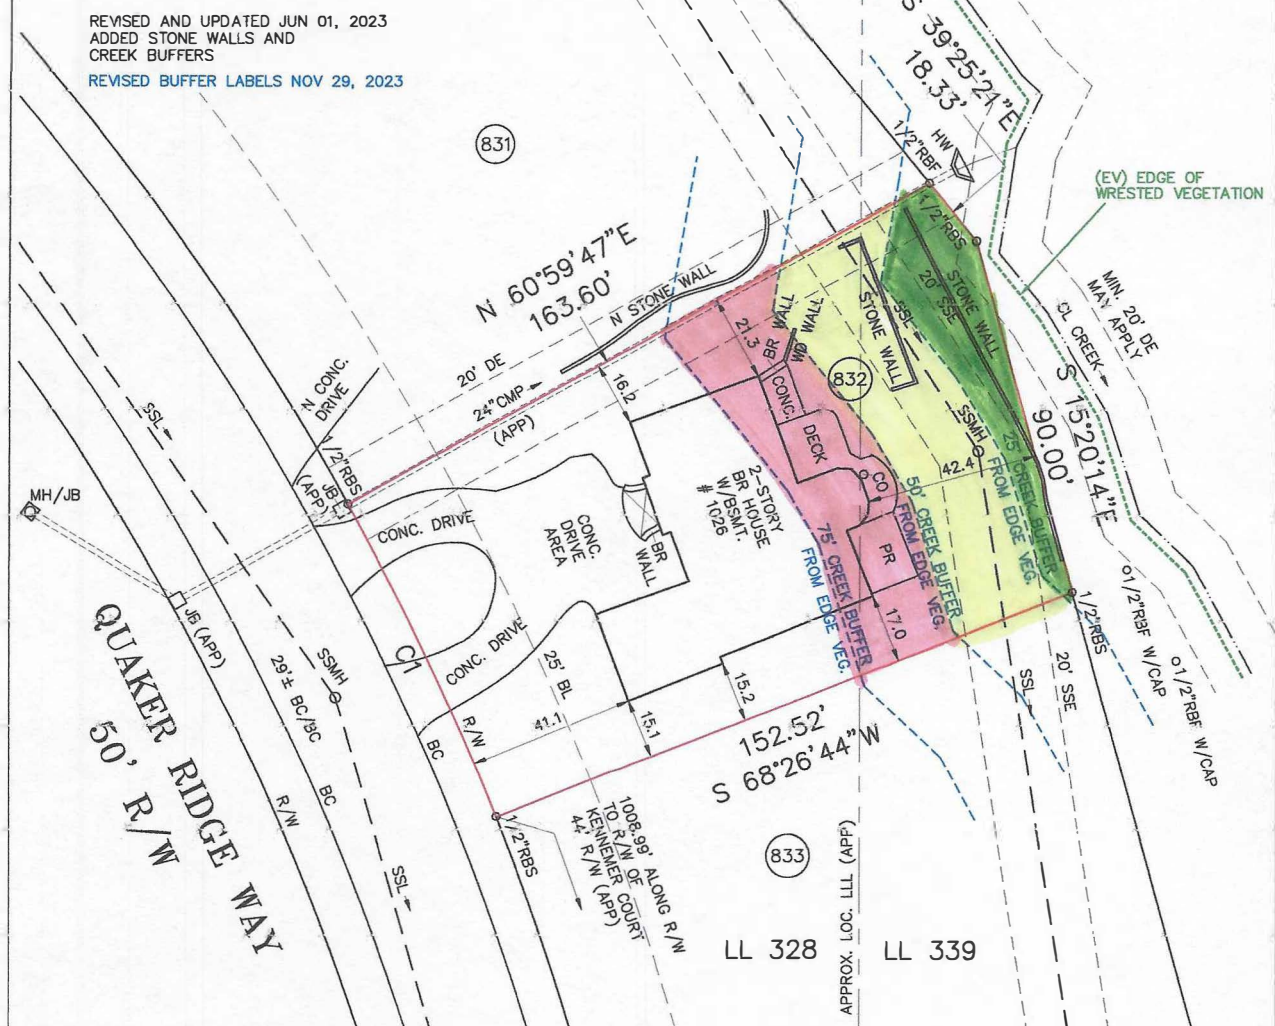 REVISED AND UPDATED JUN 01, 2023
ADDED STONE WALLS AND
CREEK BUFFERS
REVISED BUFFER LABELS NOV 29, 2023
S 39°25'21"E
18.33'
831
1/2"RBF
HW
(EV) EDGE OF
WRESTED VEGETATION
1/2"RBS
N 60°59'47"E
163.60'
N STONE WALL
20' DE
24"CMP
(APP)
N CONC.
DRIVE
SSL
1/2"RBS
JB
(APP)
MH/JB
16.2
21.3
BR WALL
WD WALL
STONE WALL
SSL
20' SSE
STONE WALL
832
CL CREEK
MIN. 20' DE
MAY APPLY
S 15°20'14"E
90.00'
CONC.
DECK
SSMH
42.4
CO
PR
2-STORY
BR HOUSE
W/BSMT.
# 1026
25' CREEK BUFFER
FROM EDGE VEG.
50' CREEK BUFFER
FROM EDGE VEG.
75' CREEK BUFFER
FROM EDGE VEG.
CONC. DRIVE
CONC.
DRIVE
AREA
BR
WALL
JB (APP)
QUAKER RIDGE WAY
50' R/W
29'± BC/BC
SSMH
C1
CONC. DRIVE
25' BL
41.1
R/W
BC
15.1
15.2
17.0
152.52'
S 68°26'44"W
1/2"RBS
1/2"RBF W/CAP
1/2"RBF W/CAP
20' SSE
SSL
R/W
BC
SSL
1/2"RBS
1008.99' ALONG R/W
TO R/W OF
KENNEMER COURT
44' R/W (APP)
833
APPROX. LOC. LLL (APP)
LL 328
LL 339